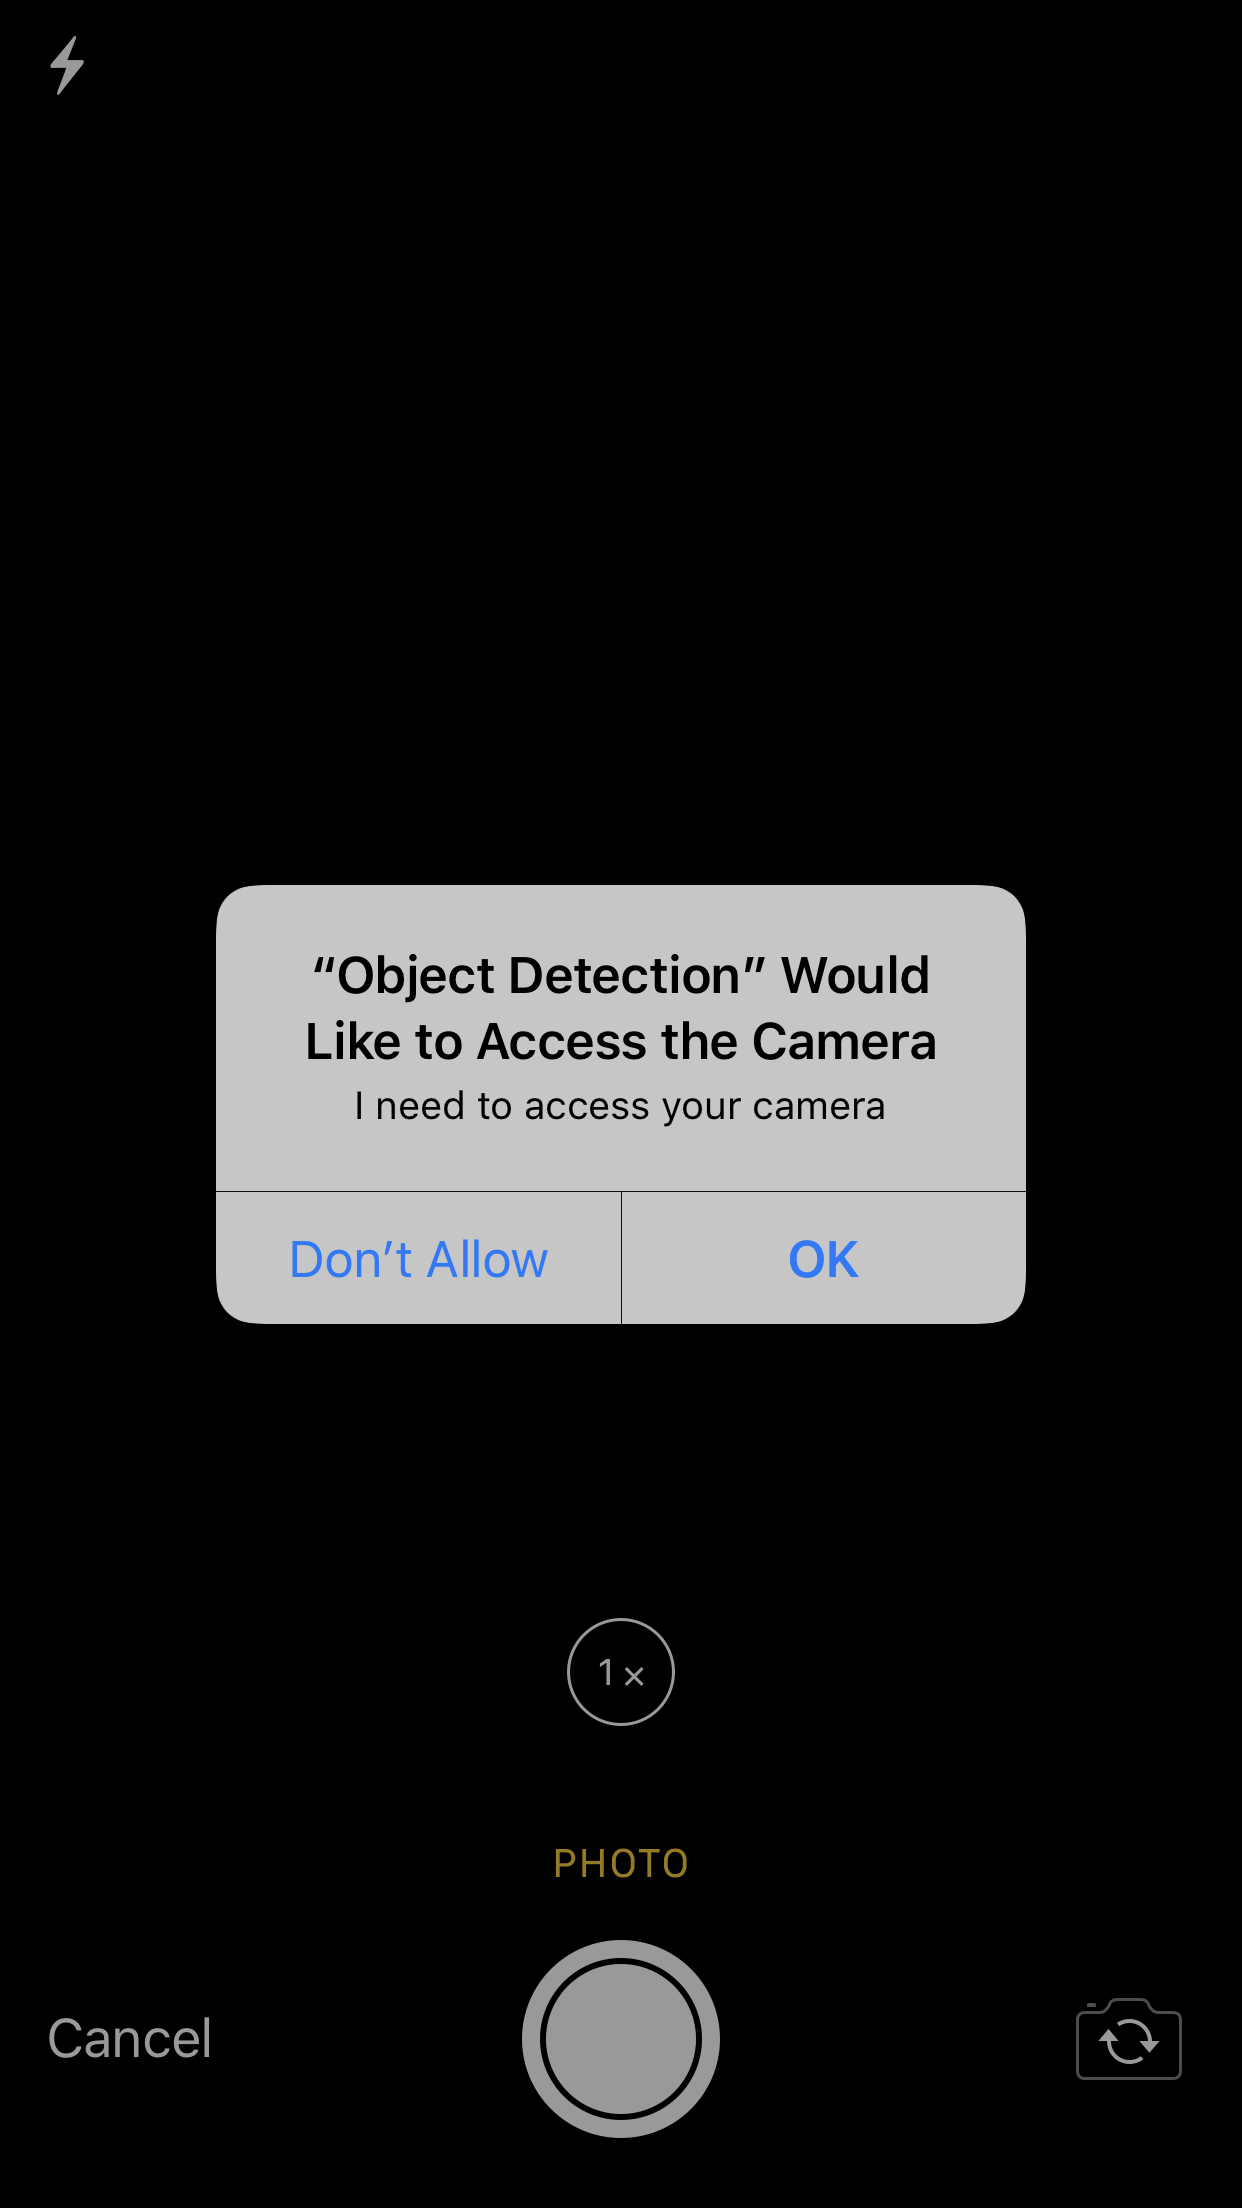 “Object Detection” Would
Like to Access the Camera
I need to access your camera
Don’t Allow
OK
1×
PHOTO
Cancel